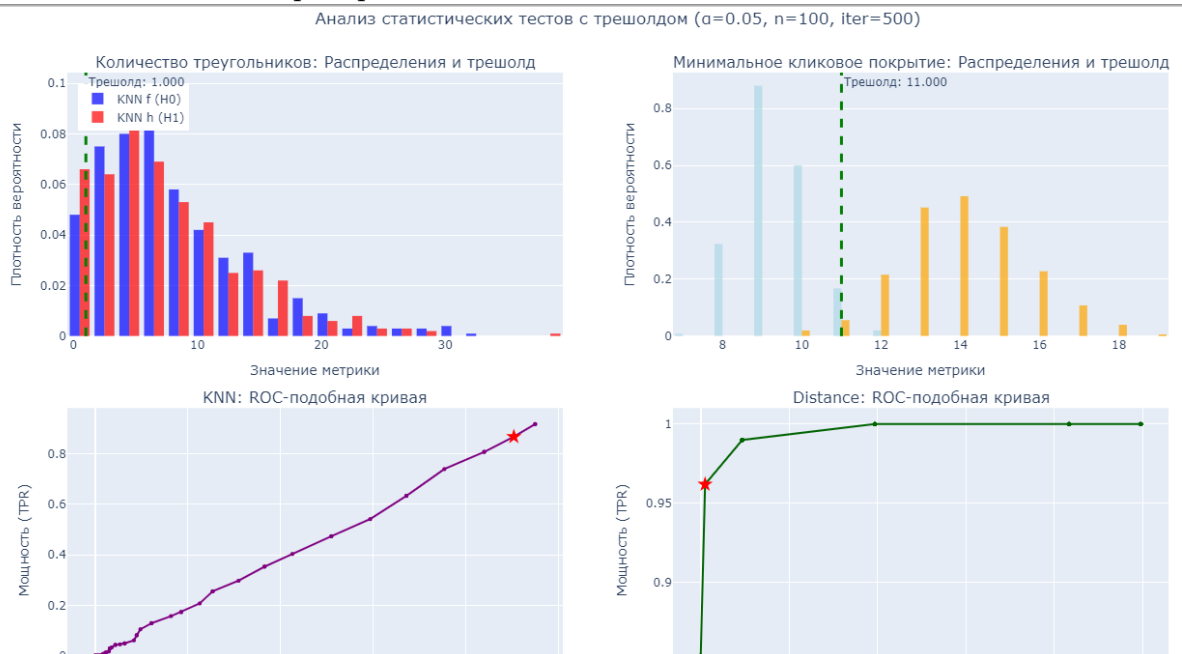 Анализ статистических тестов с трешолдом (α=0.05, n=100, iter=500)
Количество треугольников: Распределения и трешолд
Трешолд: 1.000
KNN f (H0)
KNN h (H1)
Плотность вероятности
0.1
0.08
0.06
0.04
0.02
0
0 10 20 30
Значение метрики
Минимальное кликовое покрытие: Распределения и трешолд
Трешолд: 11.000
Плотность вероятности
0.8
0.6
0.4
0.2
0
8 10 12 14 16 18
Значение метрики
KNN: ROC-подобная кривая
Мощность (TPR)
0.8
0.6
0.4
0.2
Distance: ROC-подобная кривая
Мощность (TPR)
1
0.95
0.9